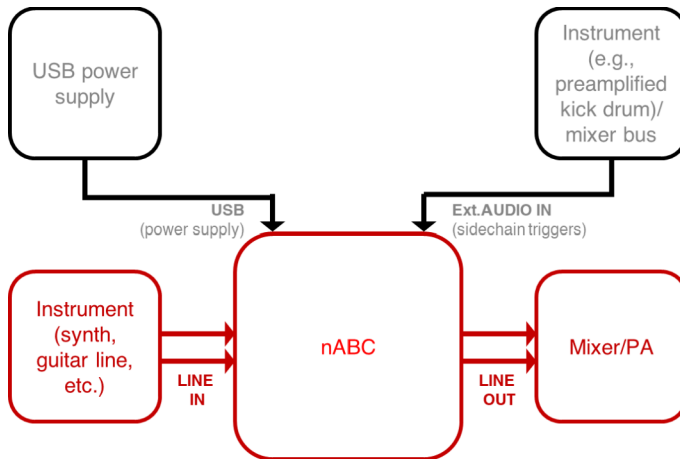 USB power
supply
Instrument
(e.g.,
preamplified
kick drum)/
mixer bus
USB
(power supply)
Ext.AUDIO IN
(sidechain triggers)
Instrument
(synth,
guitar line,
etc.)
LINE
IN
nABC
LINE
OUT
Mixer/PA